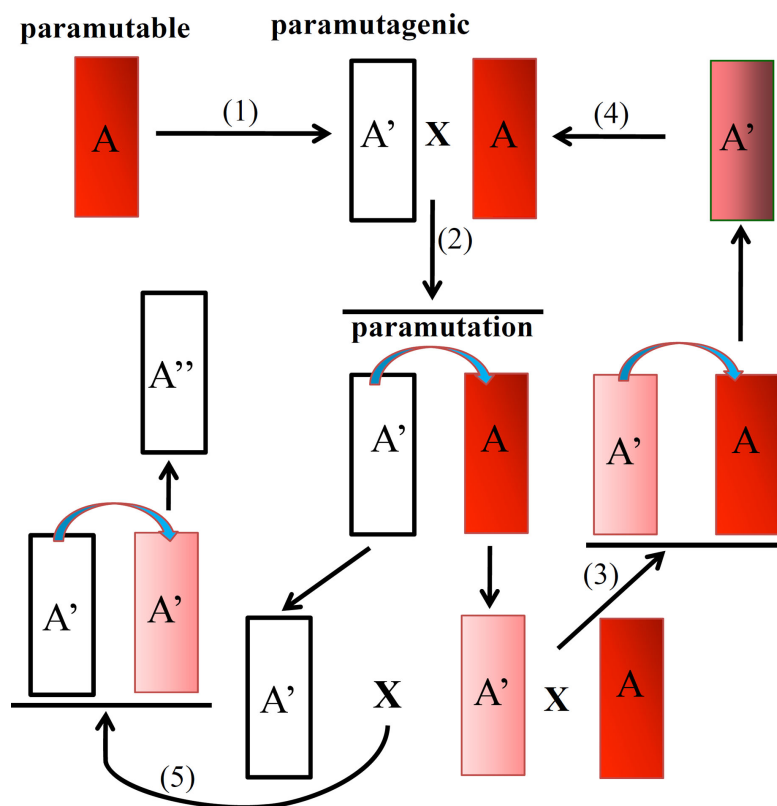 paramutable
paramutagenic
A
(1)
A’
X
A
(4)
A’
(2)
paramutation
A’’
A’
A
A’
A
A’
A’
(3)
A’
X
A’
X
A
(5)